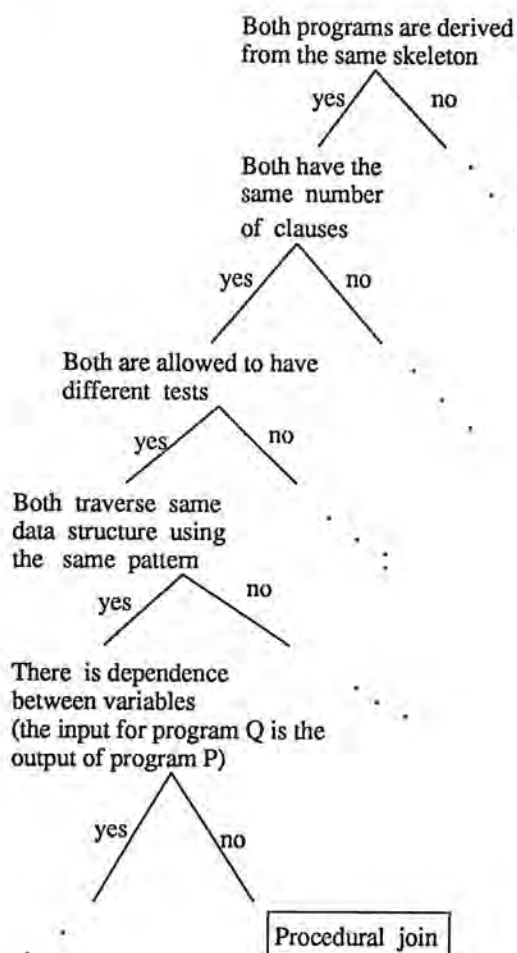 Both programs are derived
from the same skeleton
yes
no
Both have the
same number
of clauses
yes
no
Both are allowed to have
different tests
yes
no
Both traverse same
data structure using
the same pattern
yes
no
There is dependence
between variables
(the input for program Q is the
output of program P)
yes
no
Procedural join